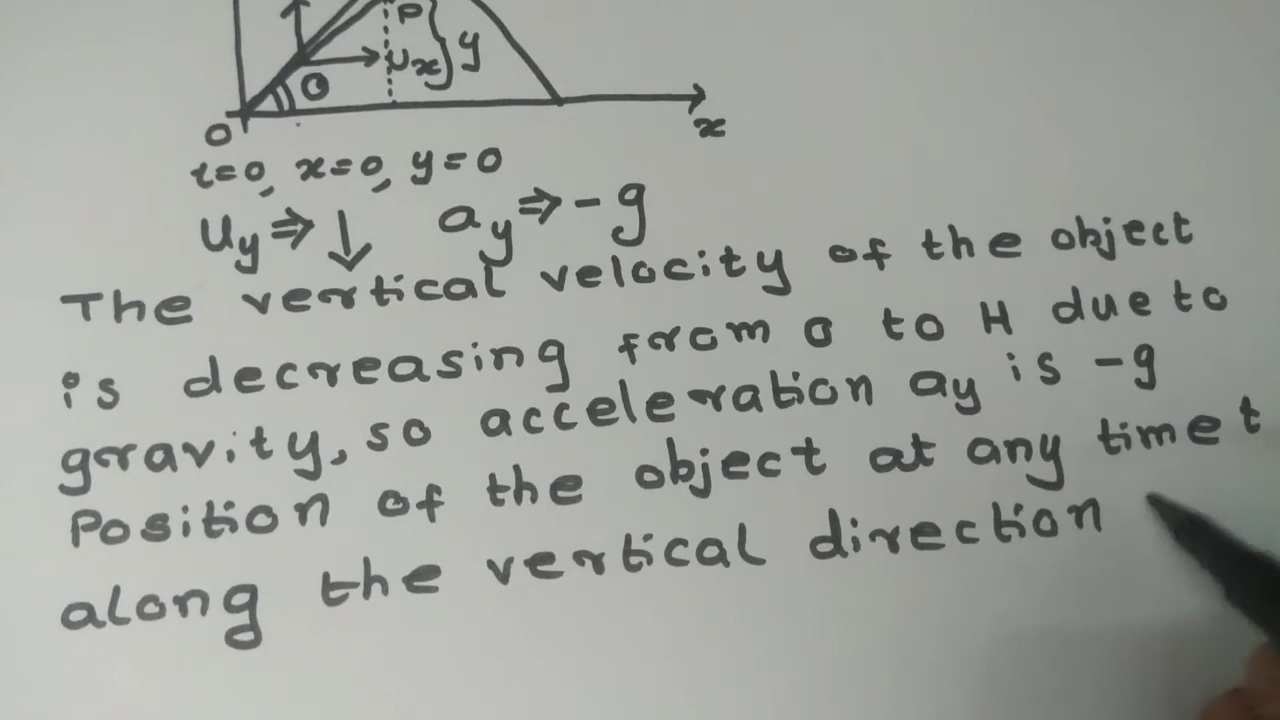 P
ux
y
θ
O
x
t=0, x=0, y=0
uy⇒↓ ay⇒-g
The vertical velocity of the object
is decreasing from O to H due to
gravity, so acceleration ay is -g
Position of the object at any time t
along the vertical direction